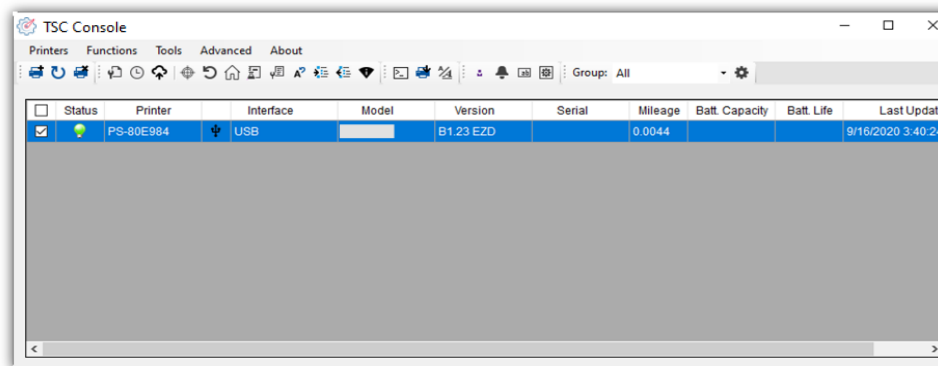 TSC Console
Printers Functions Tools Advanced About
Group: All
Status Printer Interface Model Version Serial Mileage Batt. Capacity Batt. Life Last Updat
PS-80E984 USB B1.23 EZD 0.0044 9/16/2020 3:40:24